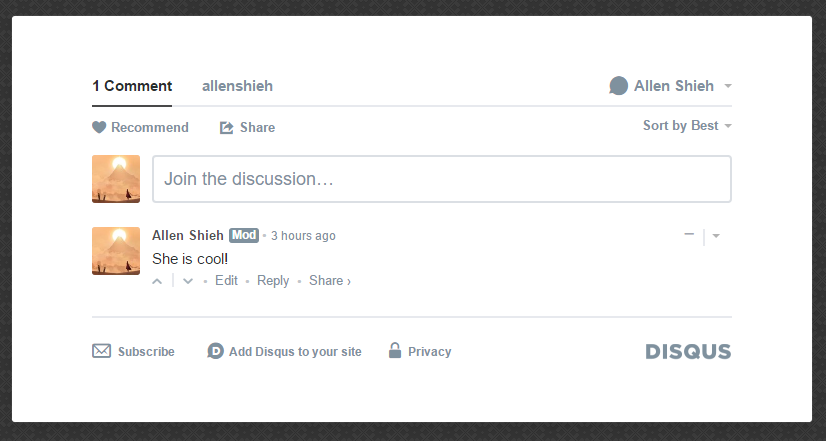 1 Comment allenshieh Allen Shieh
Recommend Share Sort by Best
Join the discussion…
Allen Shieh Mod • 3 hours ago
She is cool!
• Edit • Reply • Share ›
Subscribe D Add Disqus to your site Privacy DISQUS